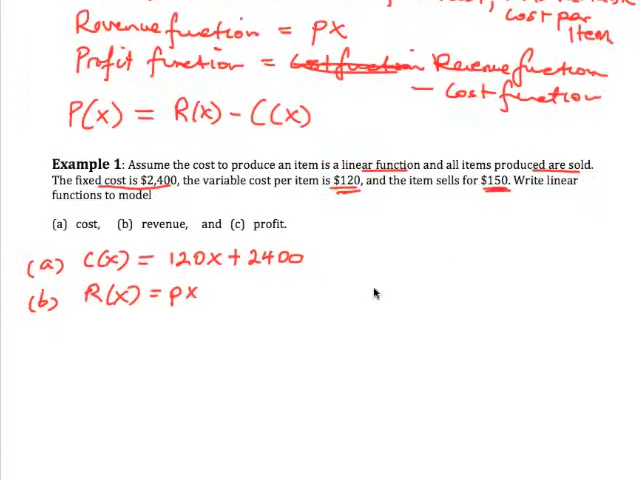 cost per
item
Revenue function = px
Profit function = Revenue function
- Cost function
P(x) = R(x) - C(x)
Example 1: Assume the cost to produce an item is a linear function and all items produced are sold.
The fixed cost is $2,400, the variable cost per item is $120, and the item sells for $150. Write linear
functions to model
(a) cost, (b) revenue, and (c) profit.
(a) C(x) = 120x + 2400
(b) R(x) = px